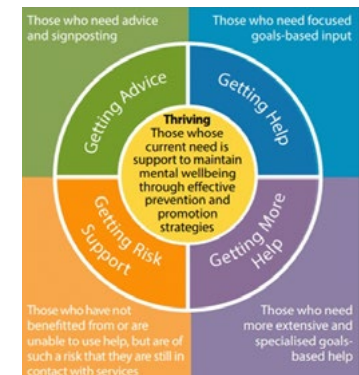 Those who need advice
and signposting
Those who need focused
goals-based input
Getting Advice
Getting Help
Thriving
Those whose
current need is
support to maintain
mental wellbeing
through effective
prevention and
promotion
strategies
Getting Risk
Support
Getting More
Help
Those who have not
benefitted from or are
unable to use help, but are of
such a risk that they are still in
contact with services
Those who need
more extensive and
specialised goals-
based help